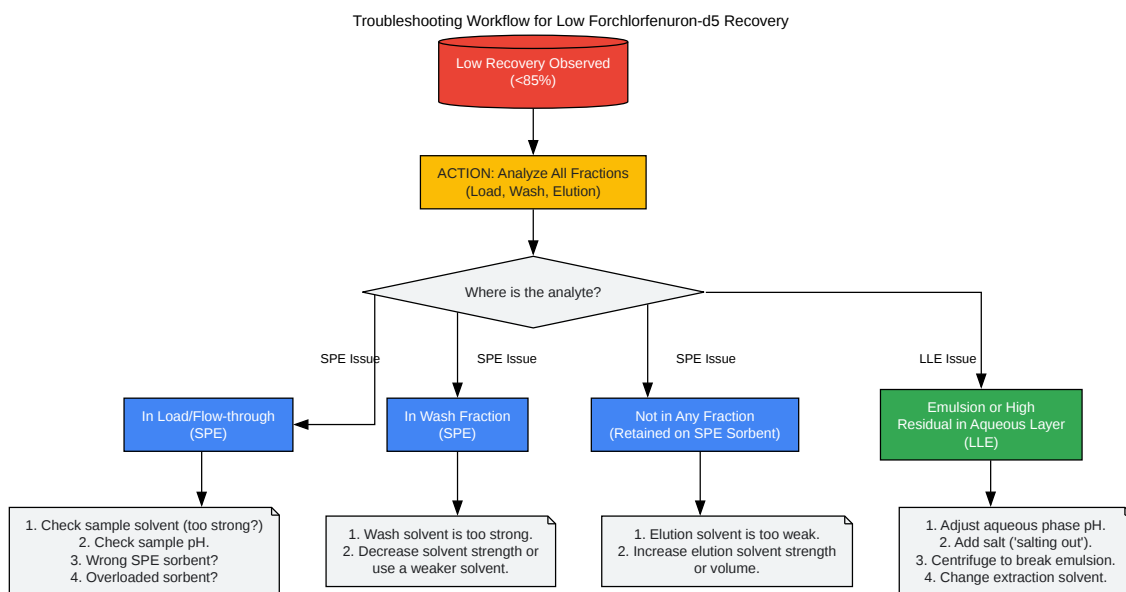 Troubleshooting Workflow for Low Forchlorfenuron-d5 Recovery
Low Recovery Observed
(<85%)
ACTION: Analyze All Fractions
(Load, Wash, Elution)
Where is the analyte?
SPE Issue
SPE Issue
SPE Issue
LLE Issue
In Load/Flow-through
(SPE)
In Wash Fraction
(SPE)
Not in Any Fraction
(Retained on SPE Sorbent)
Emulsion or High
Residual in Aqueous Layer
(LLE)
1. Check sample solvent (too strong?)
2. Check sample pH.
3. Wrong SPE sorbent?
4. Overloaded sorbent?
1. Wash solvent is too strong.
2. Decrease solvent strength or
use a weaker solvent.
1. Elution solvent is too weak.
2. Increase elution solvent strength
or volume.
1. Adjust aqueous phase pH.
2. Add salt ('salting out').
3. Centrifuge to break emulsion.
4. Change extraction solvent.